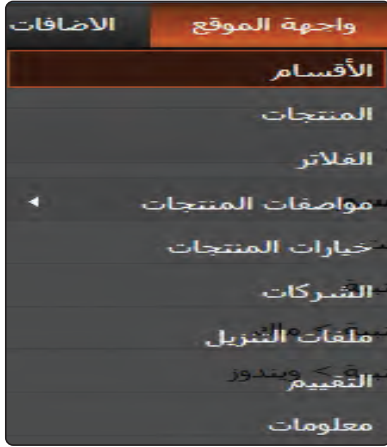 واجهة الموقع الاضافات
الأقسام
المنتجات
الفلاتر
مواصفات المنتجات
خيارات المنتجات
الشركات
ملفات التنزيل
التقييم
معلومات